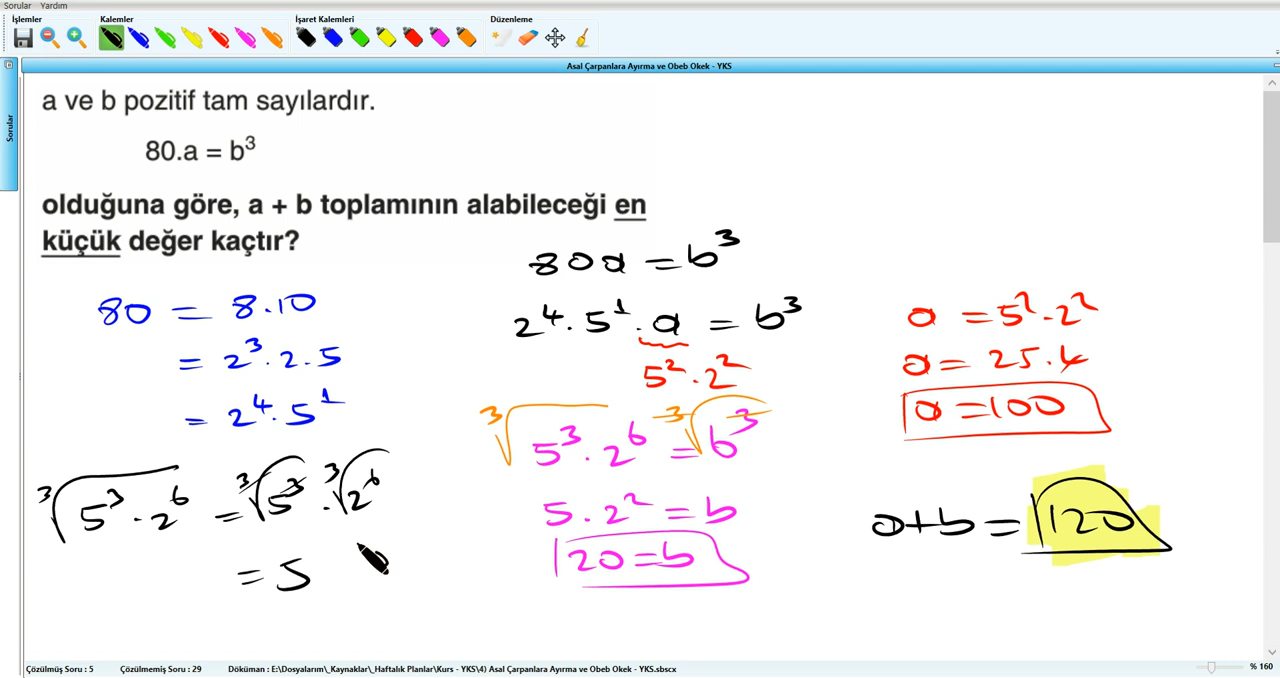 Sorular Yardım
İşlemler Kalemler İşaret Kalemleri Düzenleme
Asal Çarpanlara Ayırma ve Obeb Okek - YKS
Sorular
a ve b pozitif tam sayılardır.
80.a = b³
olduğuna göre, a + b toplamının alabileceği en
küçük değer kaçtır?
80 = 8.10
= 2³.2.5
= 2⁴.5¹
∛(5³.2⁶) = ∛5³.∛2⁶
= 5
80a = b³
2⁴.5¹.a = b³
5².2²
∛(5³.2⁶) = ∛b³
5.2² = b
20 = b
a = 5².2²
a = 25.4
a = 100
a+b = 120
Çözülmüş Soru : 5 Çözülmemiş Soru : 29 Döküman : E:\Dosyalarım\_Kaynaklar\_Haftalık Planlar\Kurs - YKS\4) Asal Çarpanlara Ayırma ve Obeb Okek - YKS.sbscx % 160